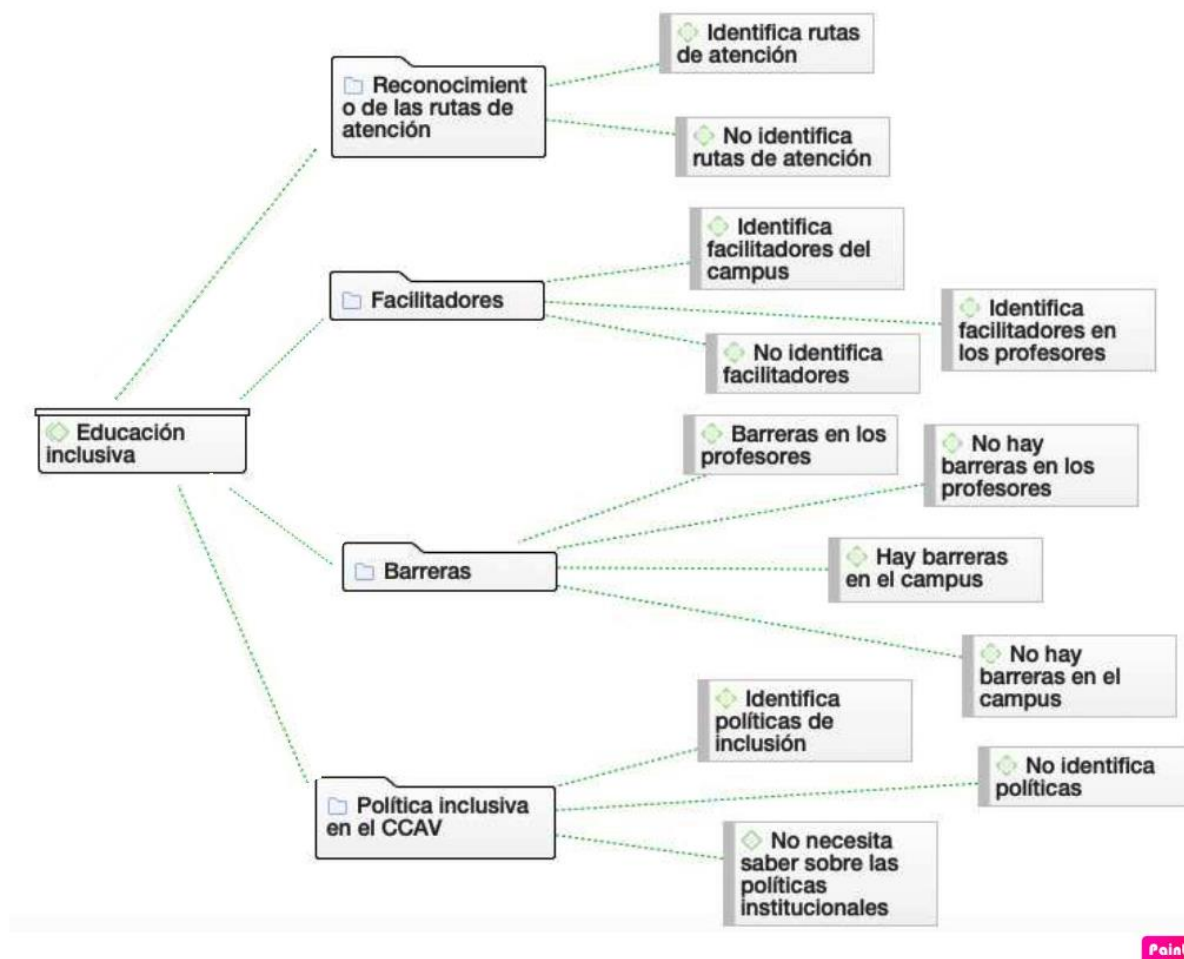 Identifica rutas
de atención
Reconocimient
o de las rutas de
atención
No identifica
rutas de atención
Identifica
facilitadores del
campus
Facilitadores
Identifica
facilitadores en
los profesores
No identifica
facilitadores
Educación
inclusiva
Barreras en los
profesores
No hay
barreras en los
profesores
Hay barreras
en el campus
Barreras
No hay
barreras en el
campus
Identifica
políticas de
inclusión
No identifica
políticas
Política inclusiva
en el CCAV
No necesita
saber sobre las
políticas
institucionales